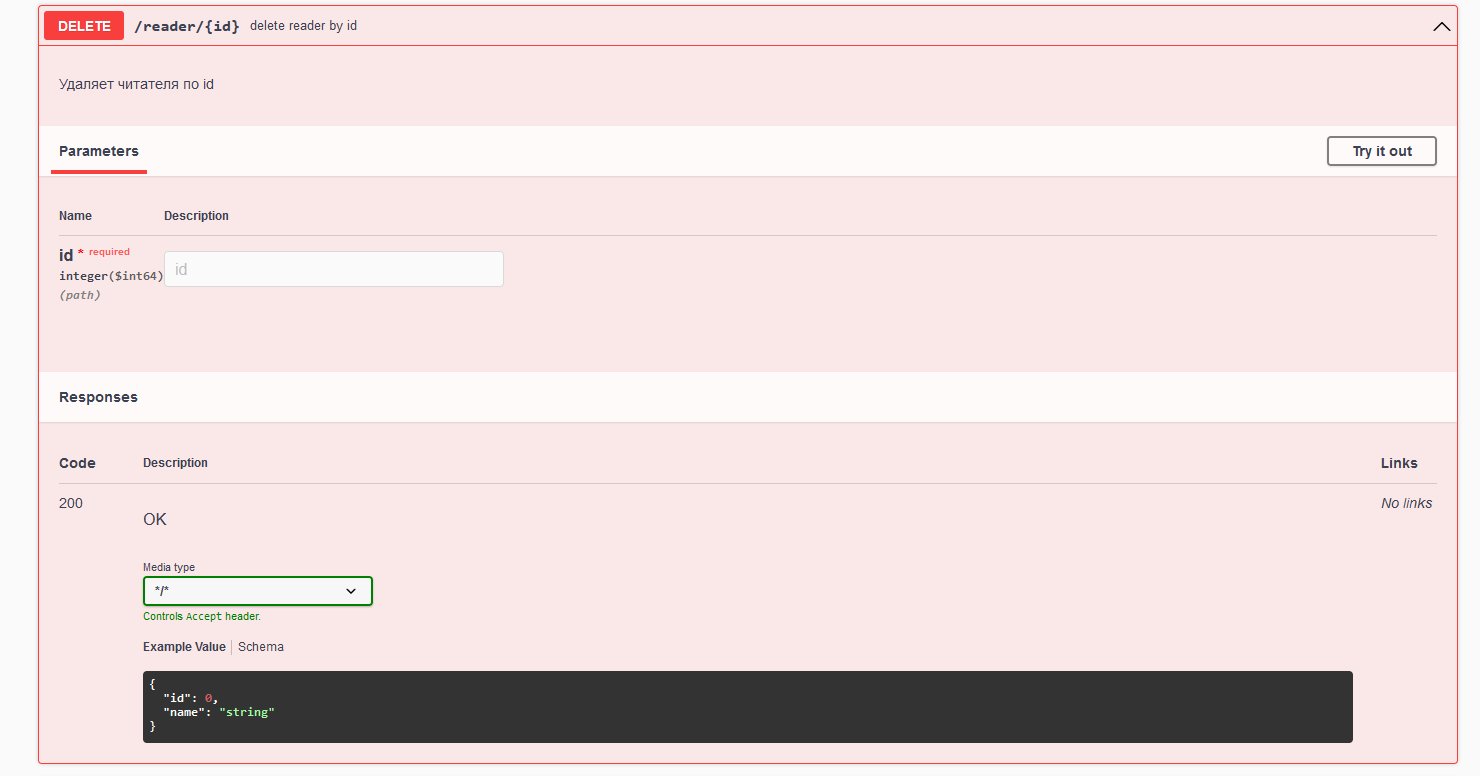 DELETE /reader/{id} delete reader by id
Удаляет читателя по id
Parameters Try it out
Name Description
id * required id
integer($int64)
(path)
Responses
Code Description Links
200 No links
OK
Media type
*/*
Controls Accept header.
Example Value Schema
{
"id": 0,
"name": "string"
}